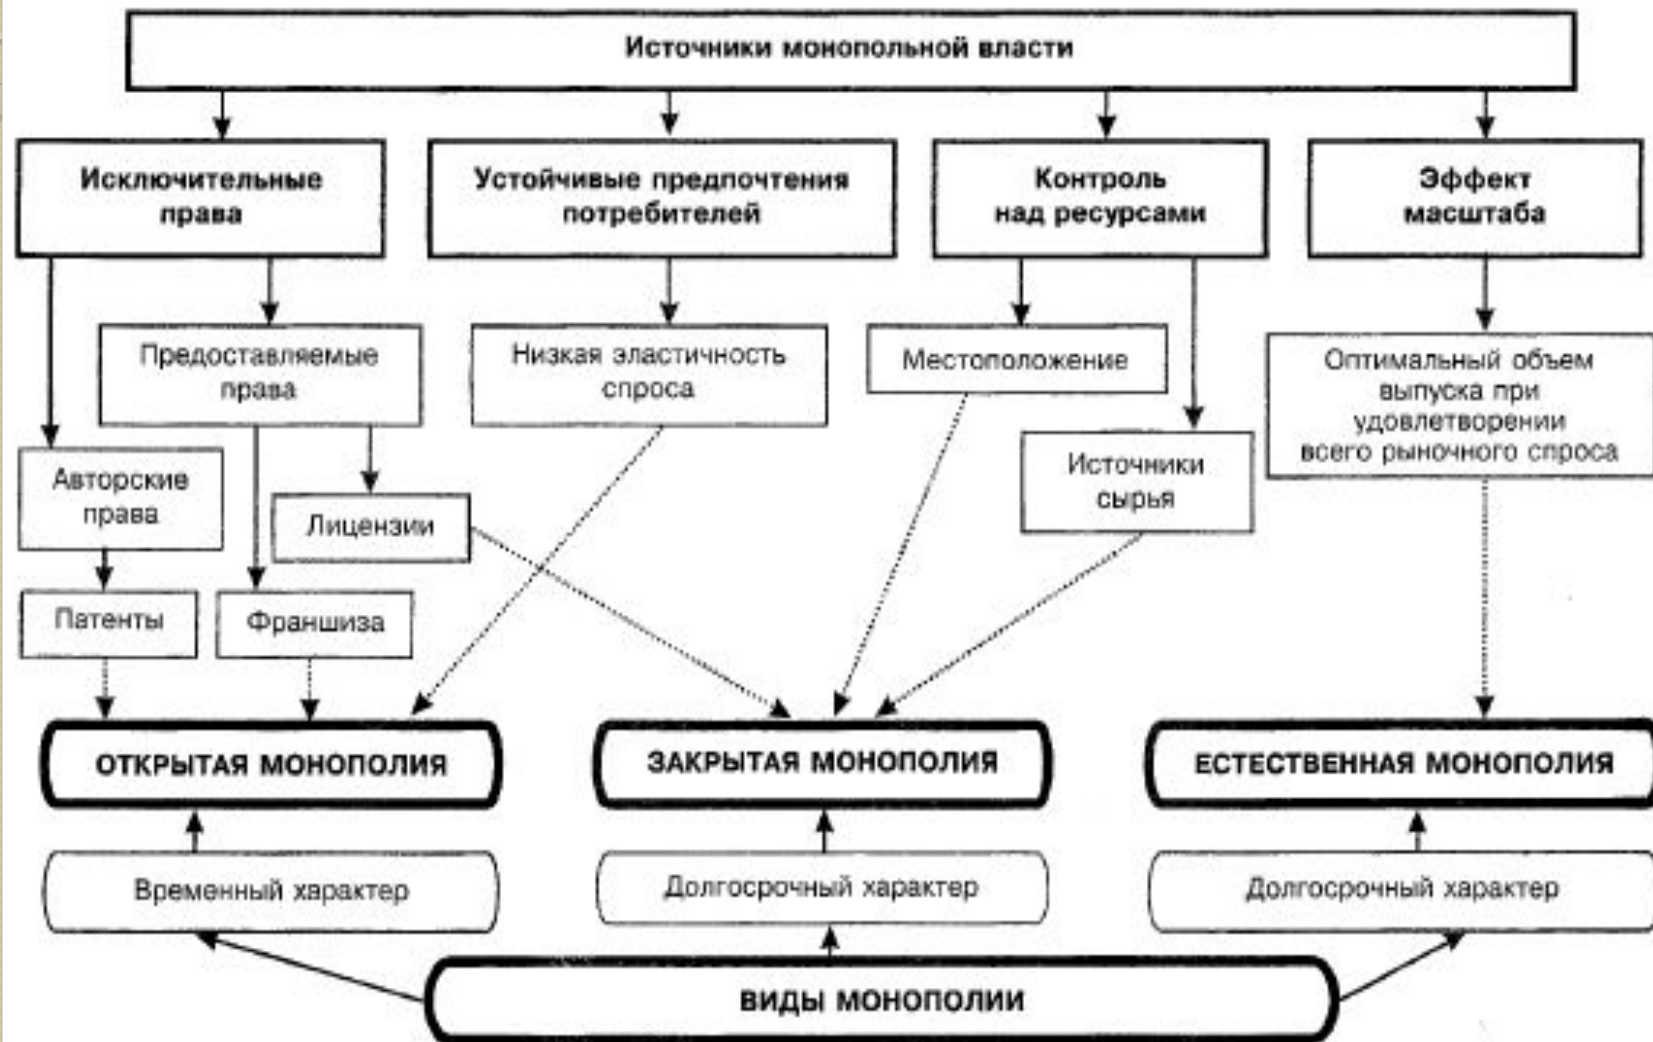 Источники монопольной власти
Исключительные
права
Устойчивые предпочтения
потребителей
Контроль
над ресурсами
Эффект
масштаба
Предоставляемые
права
Низкая эластичность
спроса
Местоположение
Оптимальный объем
выпуска при
удовлетворении
всего рыночного спроса
Авторские
права
Лицензии
Источники
сырья
Патенты
Франшиза
ОТКРЫТАЯ МОНОПОЛИЯ
ЗАКРЫТАЯ МОНОПОЛИЯ
ЕСТЕСТВЕННАЯ МОНОПОЛИЯ
Временный характер
Долгосрочный характер
Долгосрочный характер
ВИДЫ МОНОПОЛИИ